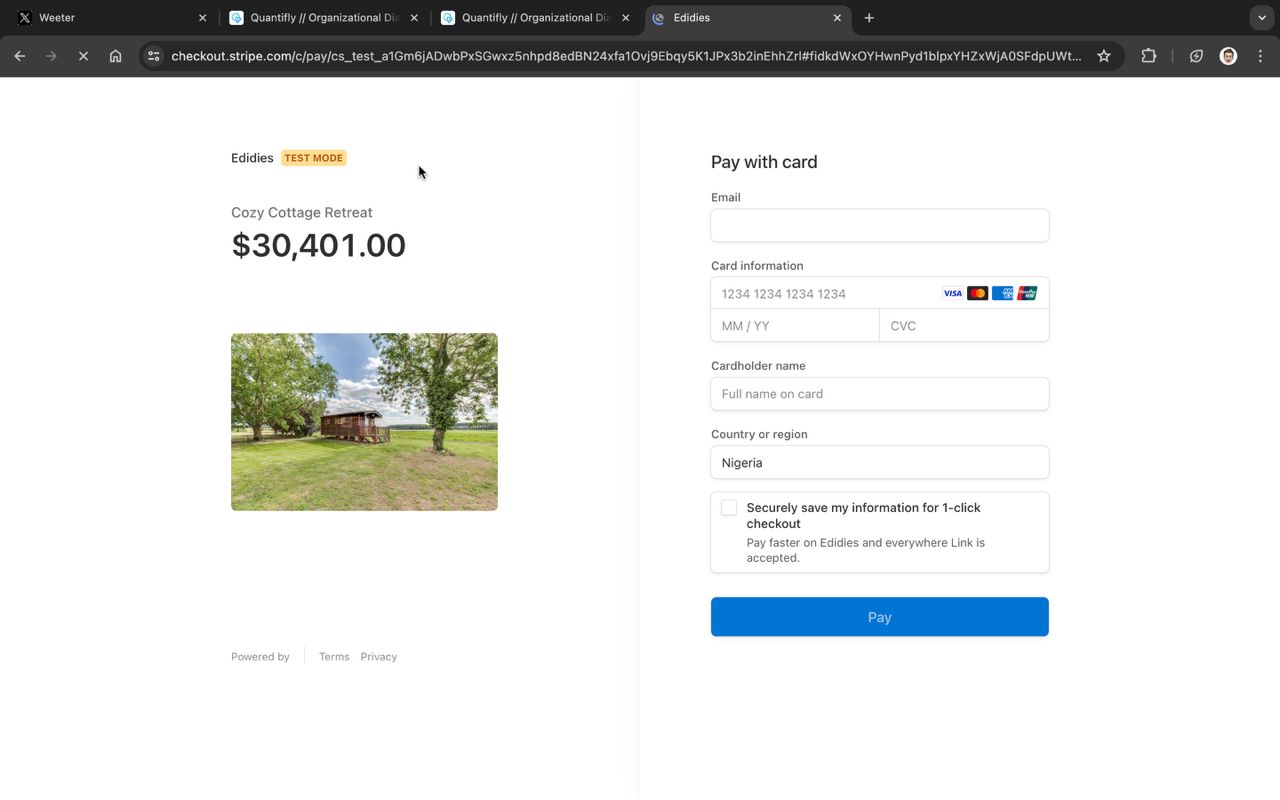 Weeter
Quantifly // Organizational Di
Quantifly // Organizational Di
Edidies
checkout.stripe.com/c/pay/cs_test_a1Gm6jADwbPxSGwxz5nhpd8edBN24xfa1Ovj9Ebqy5K1JPx3b2inEhhZrl#fidkdWxOYHwnPyd1blpxYHZxWjA0SFdpUWt...
Edidies TEST MODE
Cozy Cottage Retreat
$30,401.00
Powered by
Terms Privacy
Pay with card
Email
Card information
1234 1234 1234 1234
VISA
MM / YY
CVC
Cardholder name
Full name on card
Country or region
Nigeria
Securely save my information for 1-click
checkout
Pay faster on Edidies and everywhere Link is
accepted.
Pay